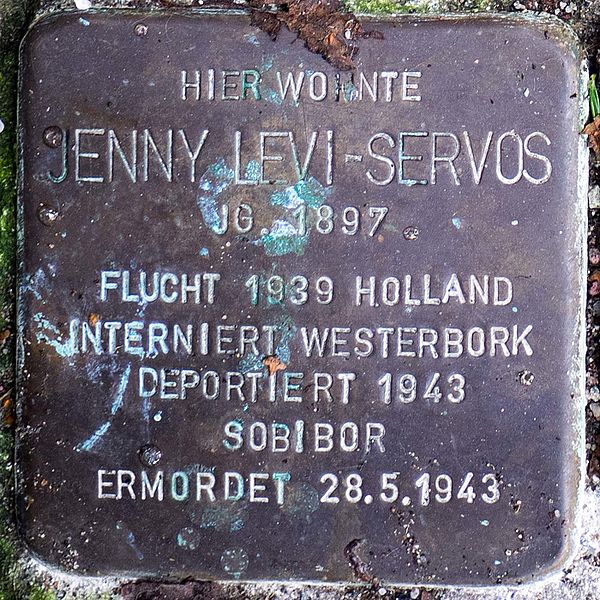 HIER WOHNTE
JENNY LEVI-SERVOS
JG. 1897
FLUCHT 1939 HOLLAND
INTERNIERT WESTERBORK
DEPORTIERT 1943
SOBIBOR
ERMORDET 28.5.1943